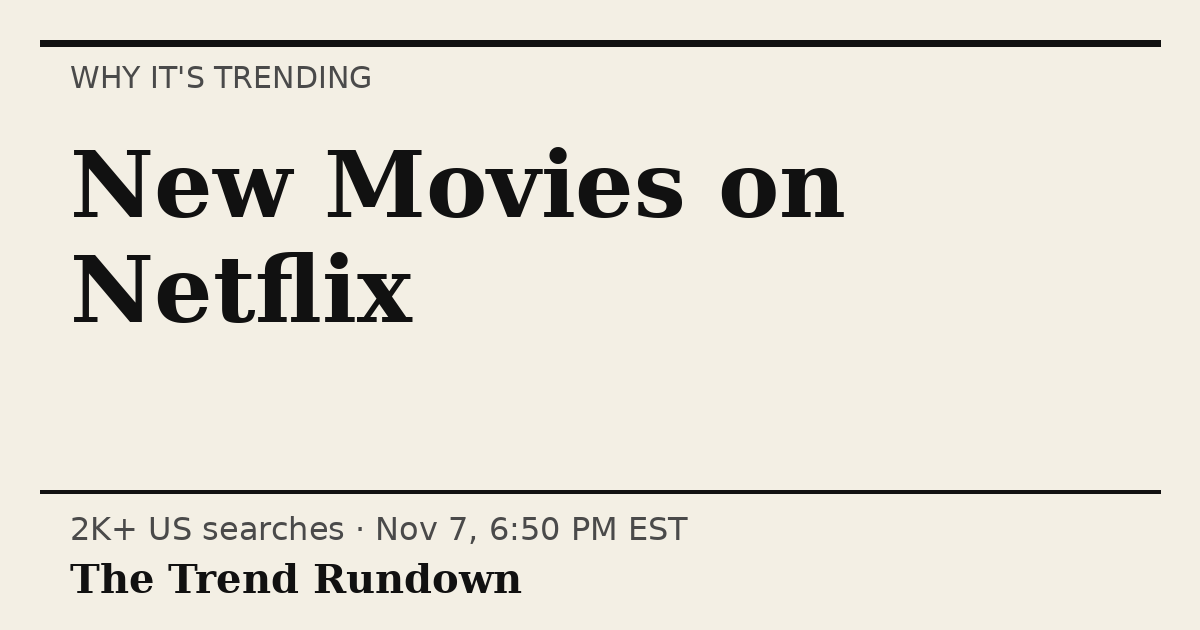 WHY IT'S TRENDING
New Movies on
Netflix
2K+ US searches · Nov 7, 6:50 PM EST
The Trend Rundown